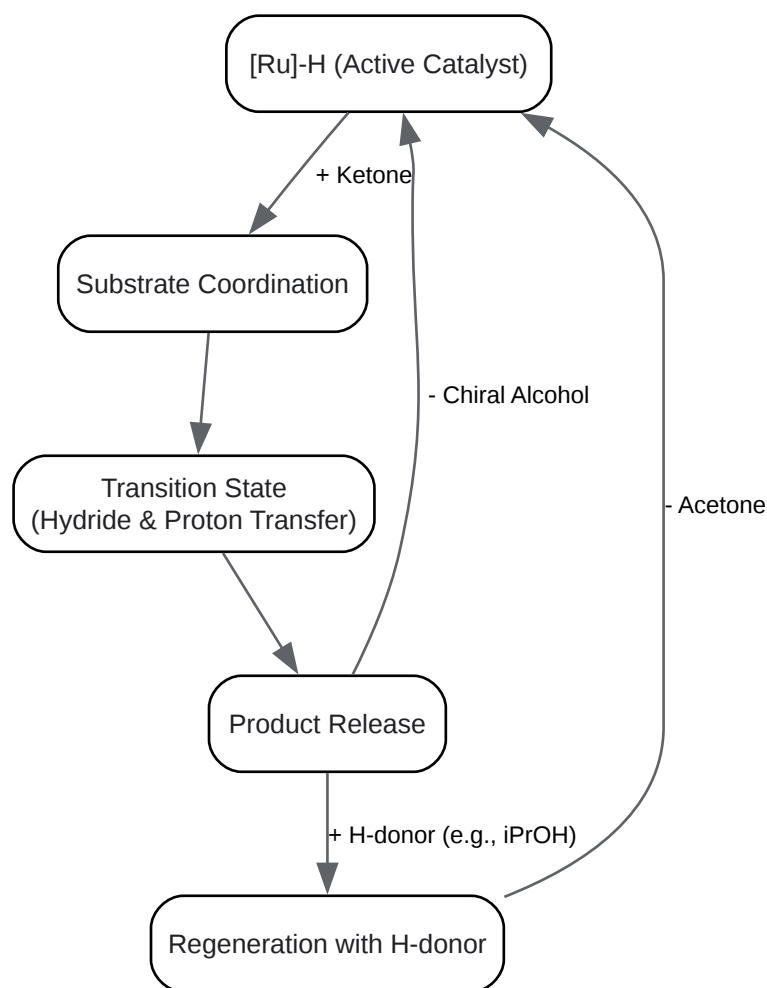 [Ru]-H (Active Catalyst)
+ Ketone
Substrate Coordination
- Chiral Alcohol
Transition State
(Hydride & Proton Transfer)
- Acetone
Product Release
+ H-donor (e.g., iPrOH)
Regeneration with H-donor